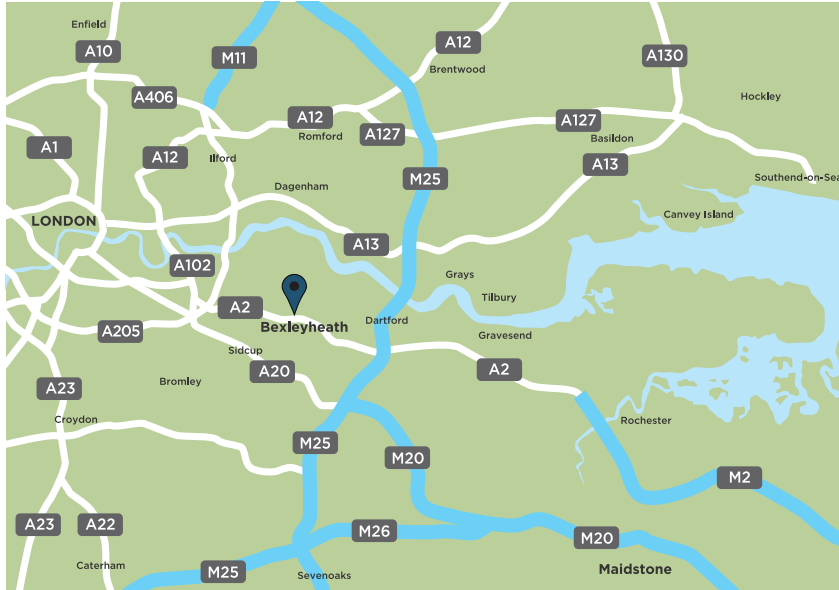 Enfield
A10
M11
A12
Brentwood
A130
A406
Hockley
A12
Romford
A127
A127
Basildon
A1
A12
Ilford
A13
M25
Southend-on-Sea
Dagenham
LONDON
Canvey Island
A13
A102
Grays
Tilbury
A2
Bexleyheath
Dartford
Gravesend
A205
Sidcup
A20
A2
Bromley
A23
Croydon
Rochester
M25
M20
M2
A23
A22
M26
M20
Caterham
M25
Sevenoaks
Maidstone